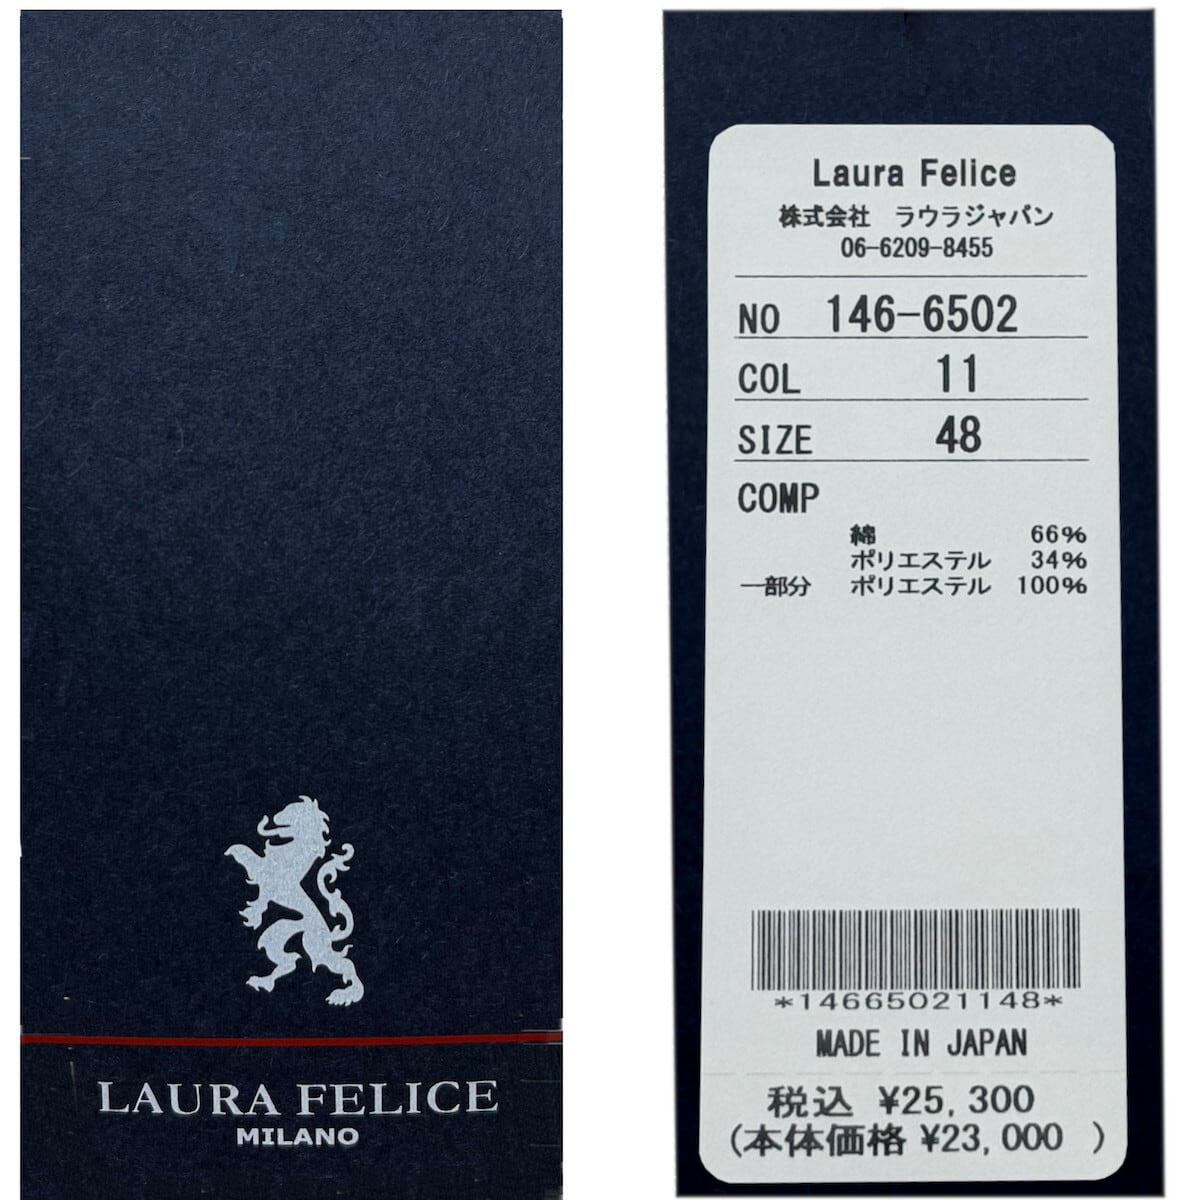 LAURA FELICE
MILANO
Laura Felice
株式会社 ラウラジャパン
06-6209-8455
NO 146-6502
COL 11
SIZE 48
COMP
綿 66%
ポリエステル 34%
一部分 ポリエステル 100%
*14665021148*
MADE IN JAPAN
税込 ¥25,300
(本体価格 ¥23,000 )